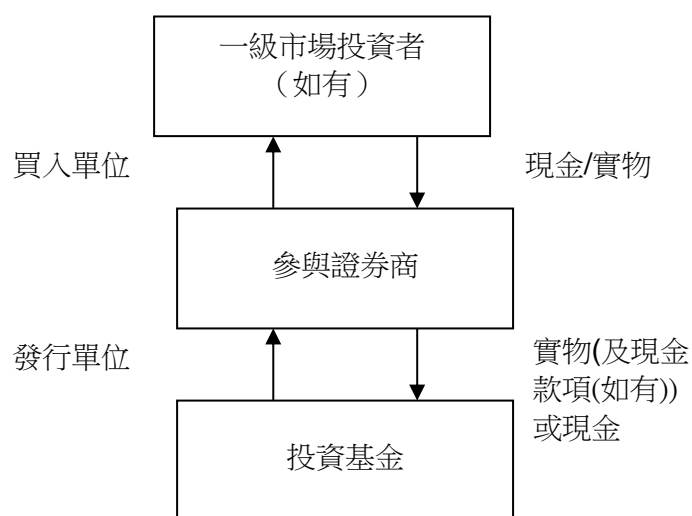 一級市場投資者
（如有）
買入單位
現金/實物
參與證券商
發行單位
實物(及現金
款項(如有))
或現金
投資基金